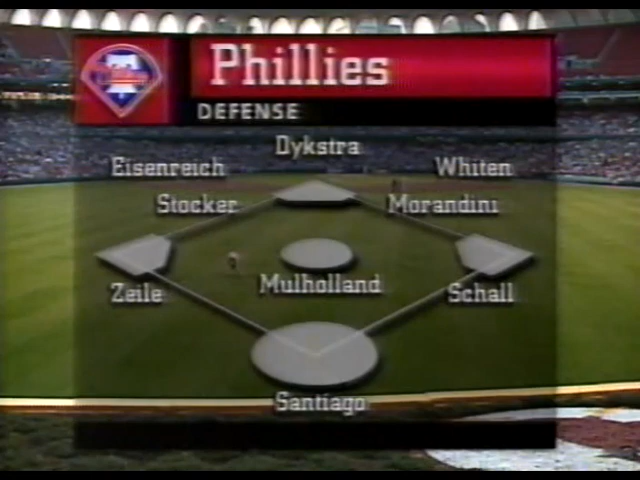 Phillies
DEFENSE
Dykstra
Eisenreich Whiten
Stocker Morandini
Mulholland
Zeile Schall
Santiago